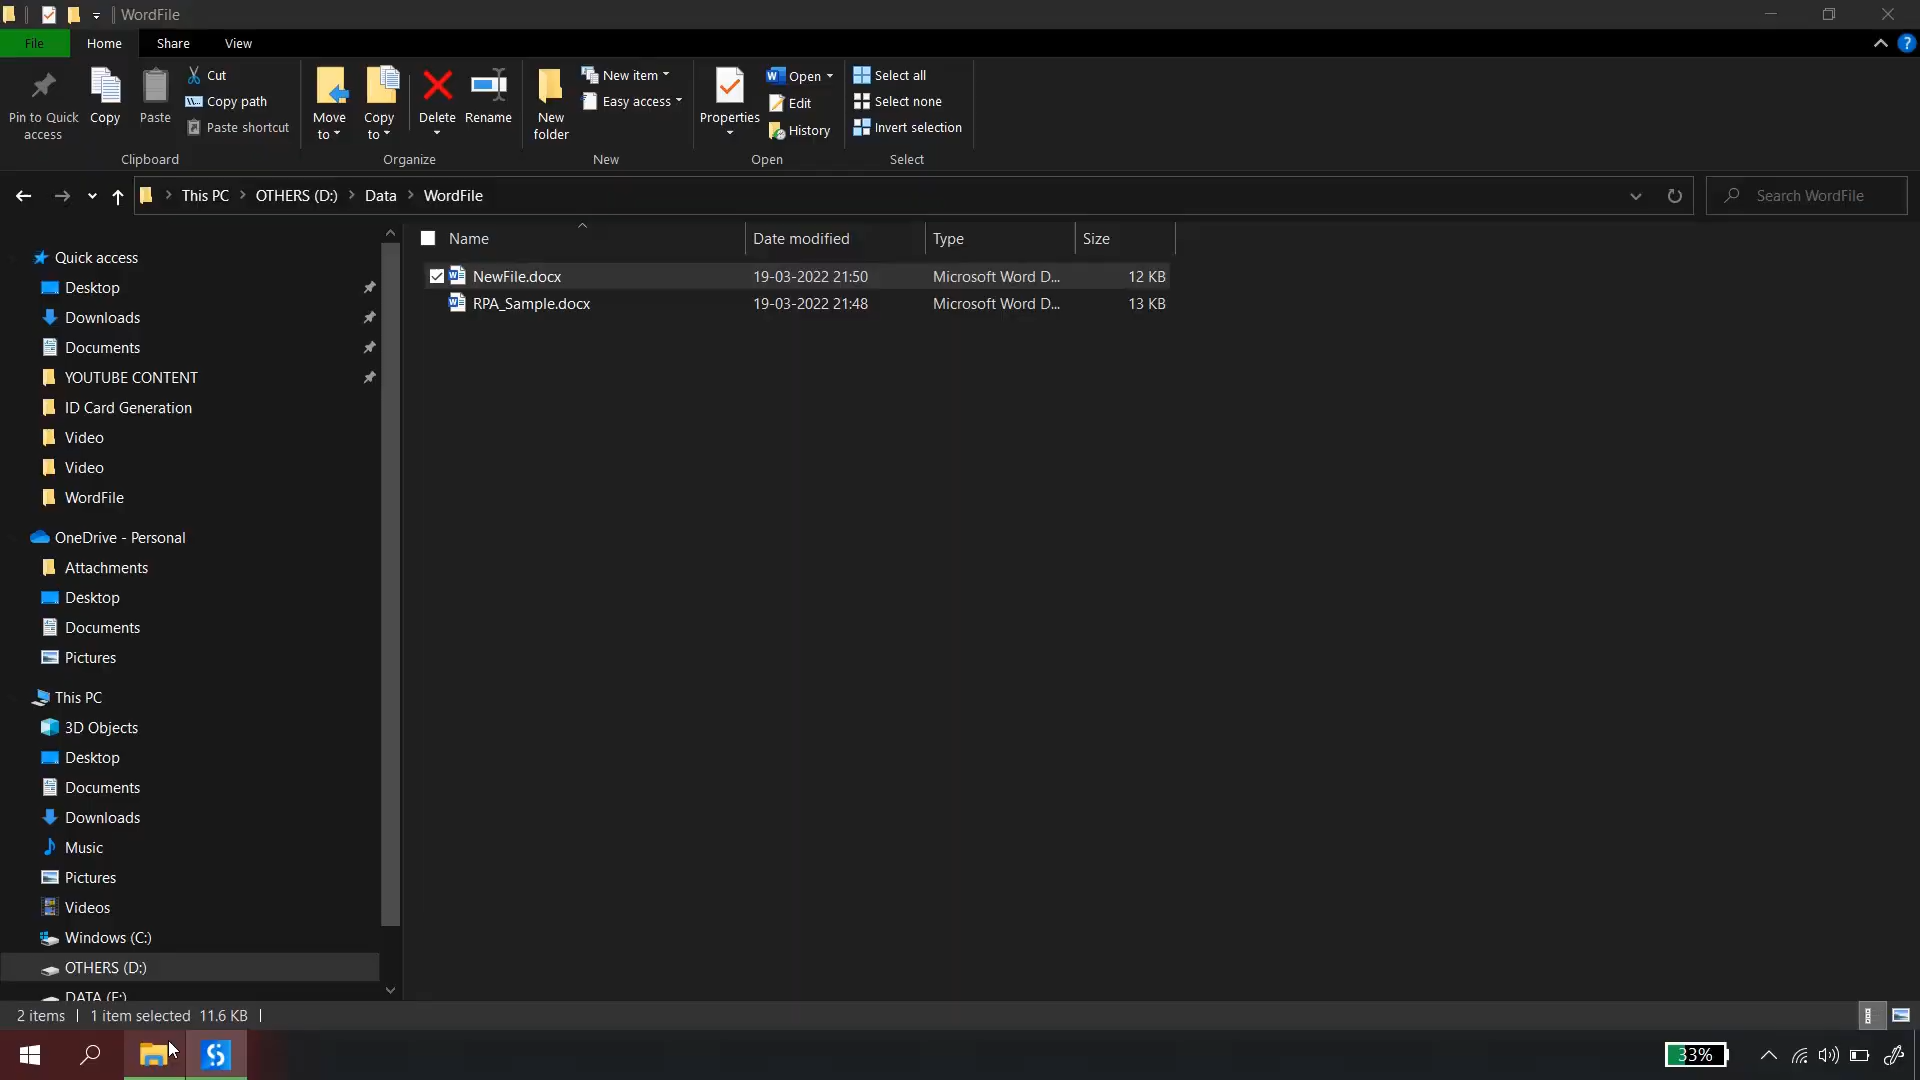 WordFile
File Home Share View
Pin to Quick access
Copy
Paste
Cut
Copy path
Paste shortcut
Clipboard
Move to
Copy to
Delete
Rename
Organize
New folder
New item
Easy access
New
Properties
Open
Edit
History
Open
Select all
Select none
Invert selection
Select
This PC OTHERS (D:) Data WordFile
Search WordFile
Name Date modified Type Size
NewFile.docx 19-03-2022 21:50 Microsoft Word D... 12 KB
RPA_Sample.docx 19-03-2022 21:48 Microsoft Word D... 13 KB
Quick access
Desktop
Downloads
Documents
YOUTUBE CONTENT
ID Card Generation
Video
Video
WordFile
OneDrive - Personal
Attachments
Desktop
Documents
Pictures
This PC
3D Objects
Desktop
Documents
Downloads
Music
Pictures
Videos
Windows (C:)
OTHERS (D:)
DATA (E:)
2 items 1 item selected 11.6 KB
33%